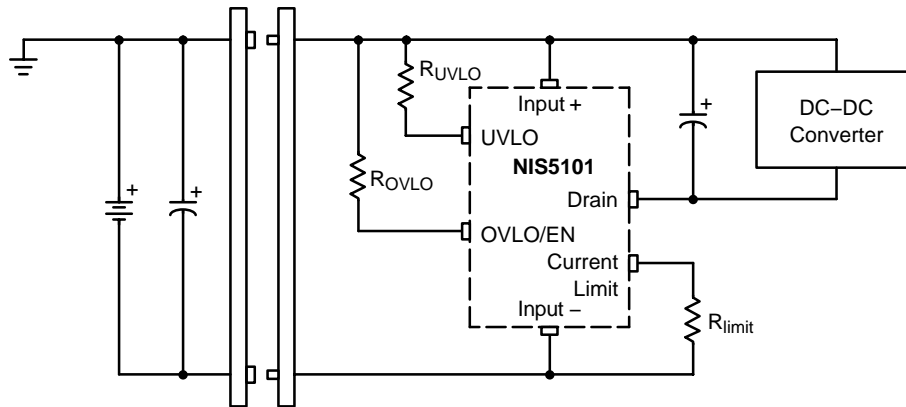 +
+
R_UVLO
R_OVLO
Input +
UVLO
NIS5101
Drain
OVLO/EN
Current
Limit
Input –
R_limit
+
DC–DC
Converter